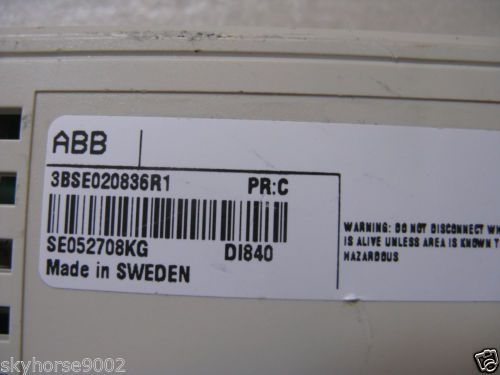 ABB
3BSE020836R1 PR:C
SE052708KG DI840
Made in SWEDEN
WARNING: DO NOT DISCONNECT WH
IS ALIVE UNLESS AREA IS KNOWN T
HAZARDOUS
skyhorse9002